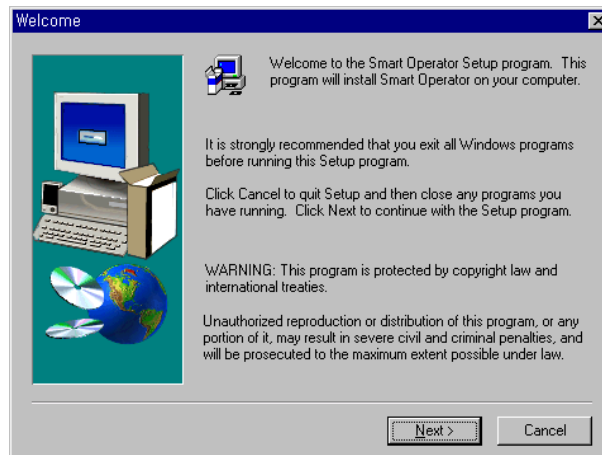 Welcome
Welcome to the Smart Operator Setup program. This
program will install Smart Operator on your computer.
It is strongly recommended that you exit all Windows programs
before running this Setup program.
Click Cancel to quit Setup and then close any programs you
have running. Click Next to continue with the Setup program.
WARNING: This program is protected by copyright law and
international treaties.
Unauthorized reproduction or distribution of this program, or any
portion of it, may result in severe civil and criminal penalties, and
will be prosecuted to the maximum extent possible under law.
Next >
Cancel